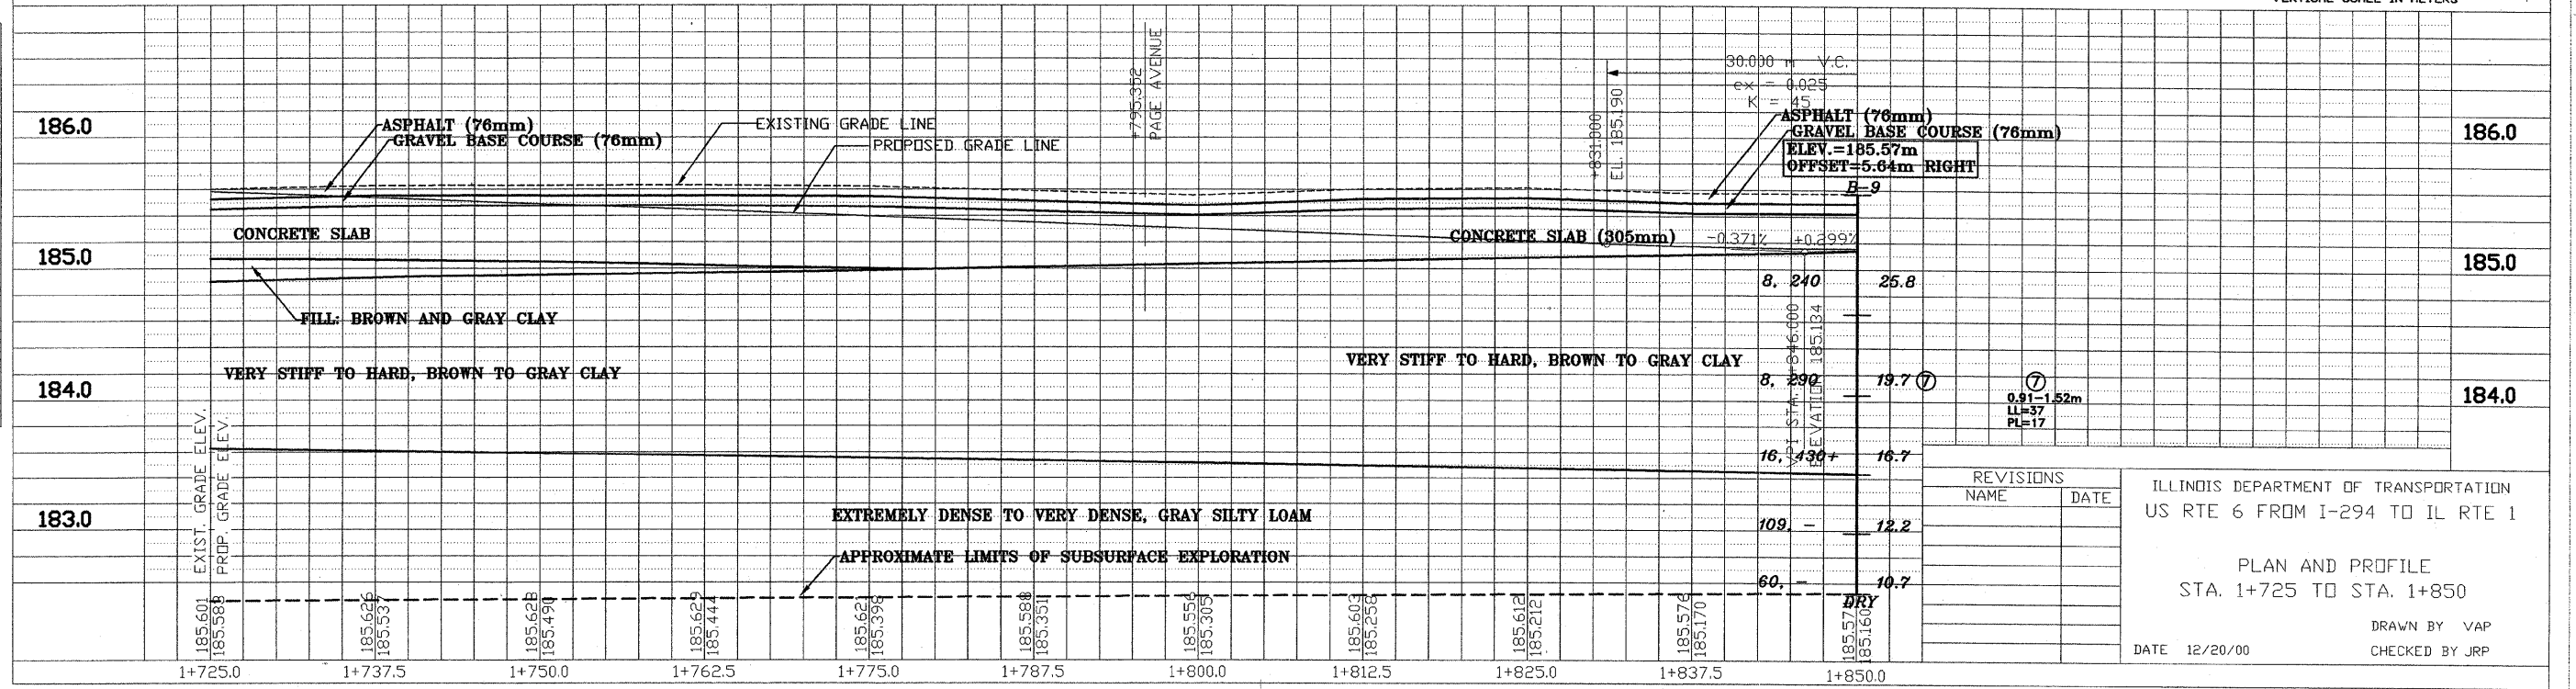 186.0
185.0
184.0
183.0
ASPHALT (76mm)
GRAVEL BASE COURSE (76mm)
EXISTING GRADE LINE
PROPOSED GRADE LINE
+795.352
PAGE AVENUE
30.000 m V.C.
ex = 0.025
K = 45
+831.000
EL. 185.190
ASPHALT (76mm)
GRAVEL BASE COURSE (76mm)
ELEV.=185.57m
OFFSET=5.64m RIGHT
B-9
186.0
185.0
184.0
CONCRETE SLAB
CONCRETE SLAB (305mm)
-0.371%
+0.299%
FILL: BROWN AND GRAY CLAY
VERY STIFF TO HARD, BROWN TO GRAY CLAY
VERY STIFF TO HARD, BROWN TO GRAY CLAY
8, 240 25.8
8, 290 19.7 7
16, 430+ 16.7
109, - 12.2
60, - 10.7
DRY
VPI STA. 1+846.000
ELEVATION 185.134
7
0.91-1.52m
LL=37
PL=17
EXTREMELY DENSE TO VERY DENSE, GRAY SILTY LOAM
APPROXIMATE LIMITS OF SUBSURFACE EXPLORATION
EXIST. GRADE ELEV.
PROP. GRADE ELEV.
185.601
185.583
185.626
185.537
185.628
185.490
185.629
185.444
185.621
185.398
185.588
185.351
185.556
185.305
185.603
185.258
185.612
185.212
185.576
185.170
185.160
1+725.0
1+737.5
1+750.0
1+762.5
1+775.0
1+787.5
1+800.0
1+812.5
1+825.0
1+837.5
1+850.0
REVISIONS
NAME DATE
ILLINOIS DEPARTMENT OF TRANSPORTATION
US RTE 6 FROM I-294 TO IL RTE 1
PLAN AND PROFILE
STA. 1+725 TO STA. 1+850
DRAWN BY VAP
DATE 12/20/00
CHECKED BY JRP